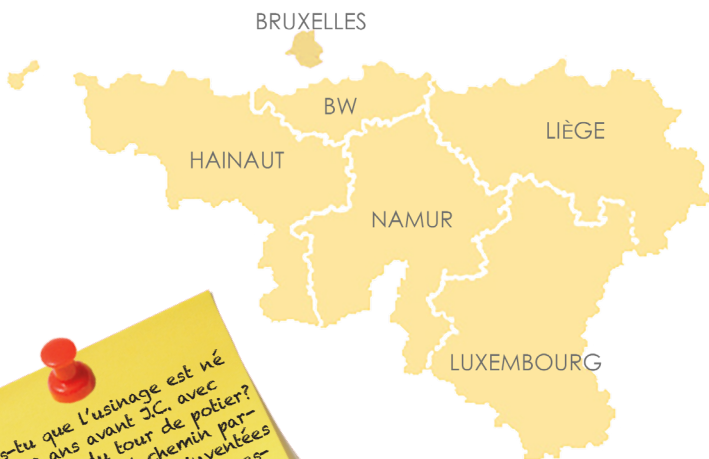 BRUXELLES
BW
LIÈGE
HAINAUT
NAMUR
LUXEMBOURG
que l'usinage est né
ans avant J.C. avec
du tour de potier?
chemin par-